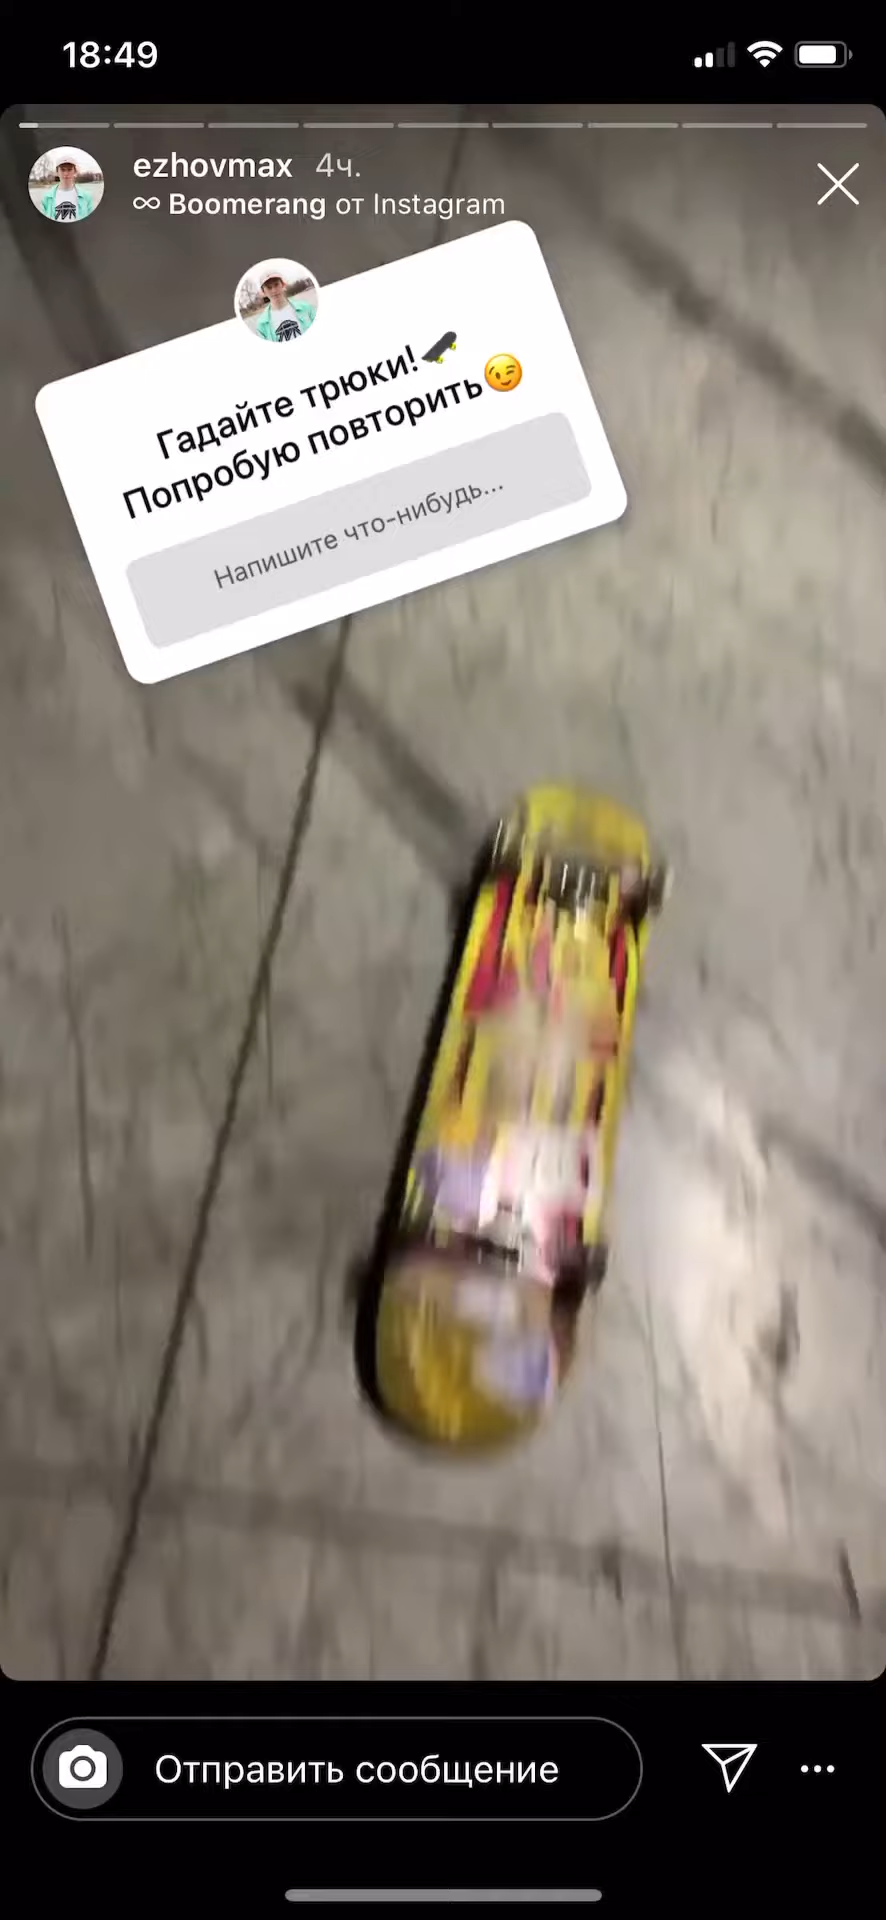 18:49
ezhovmax 4ч.
∞ Boomerang от Instagram
Гадайте трюки!🛹
Попробую повторить😉
Напишите что-нибудь...
Отправить сообщение